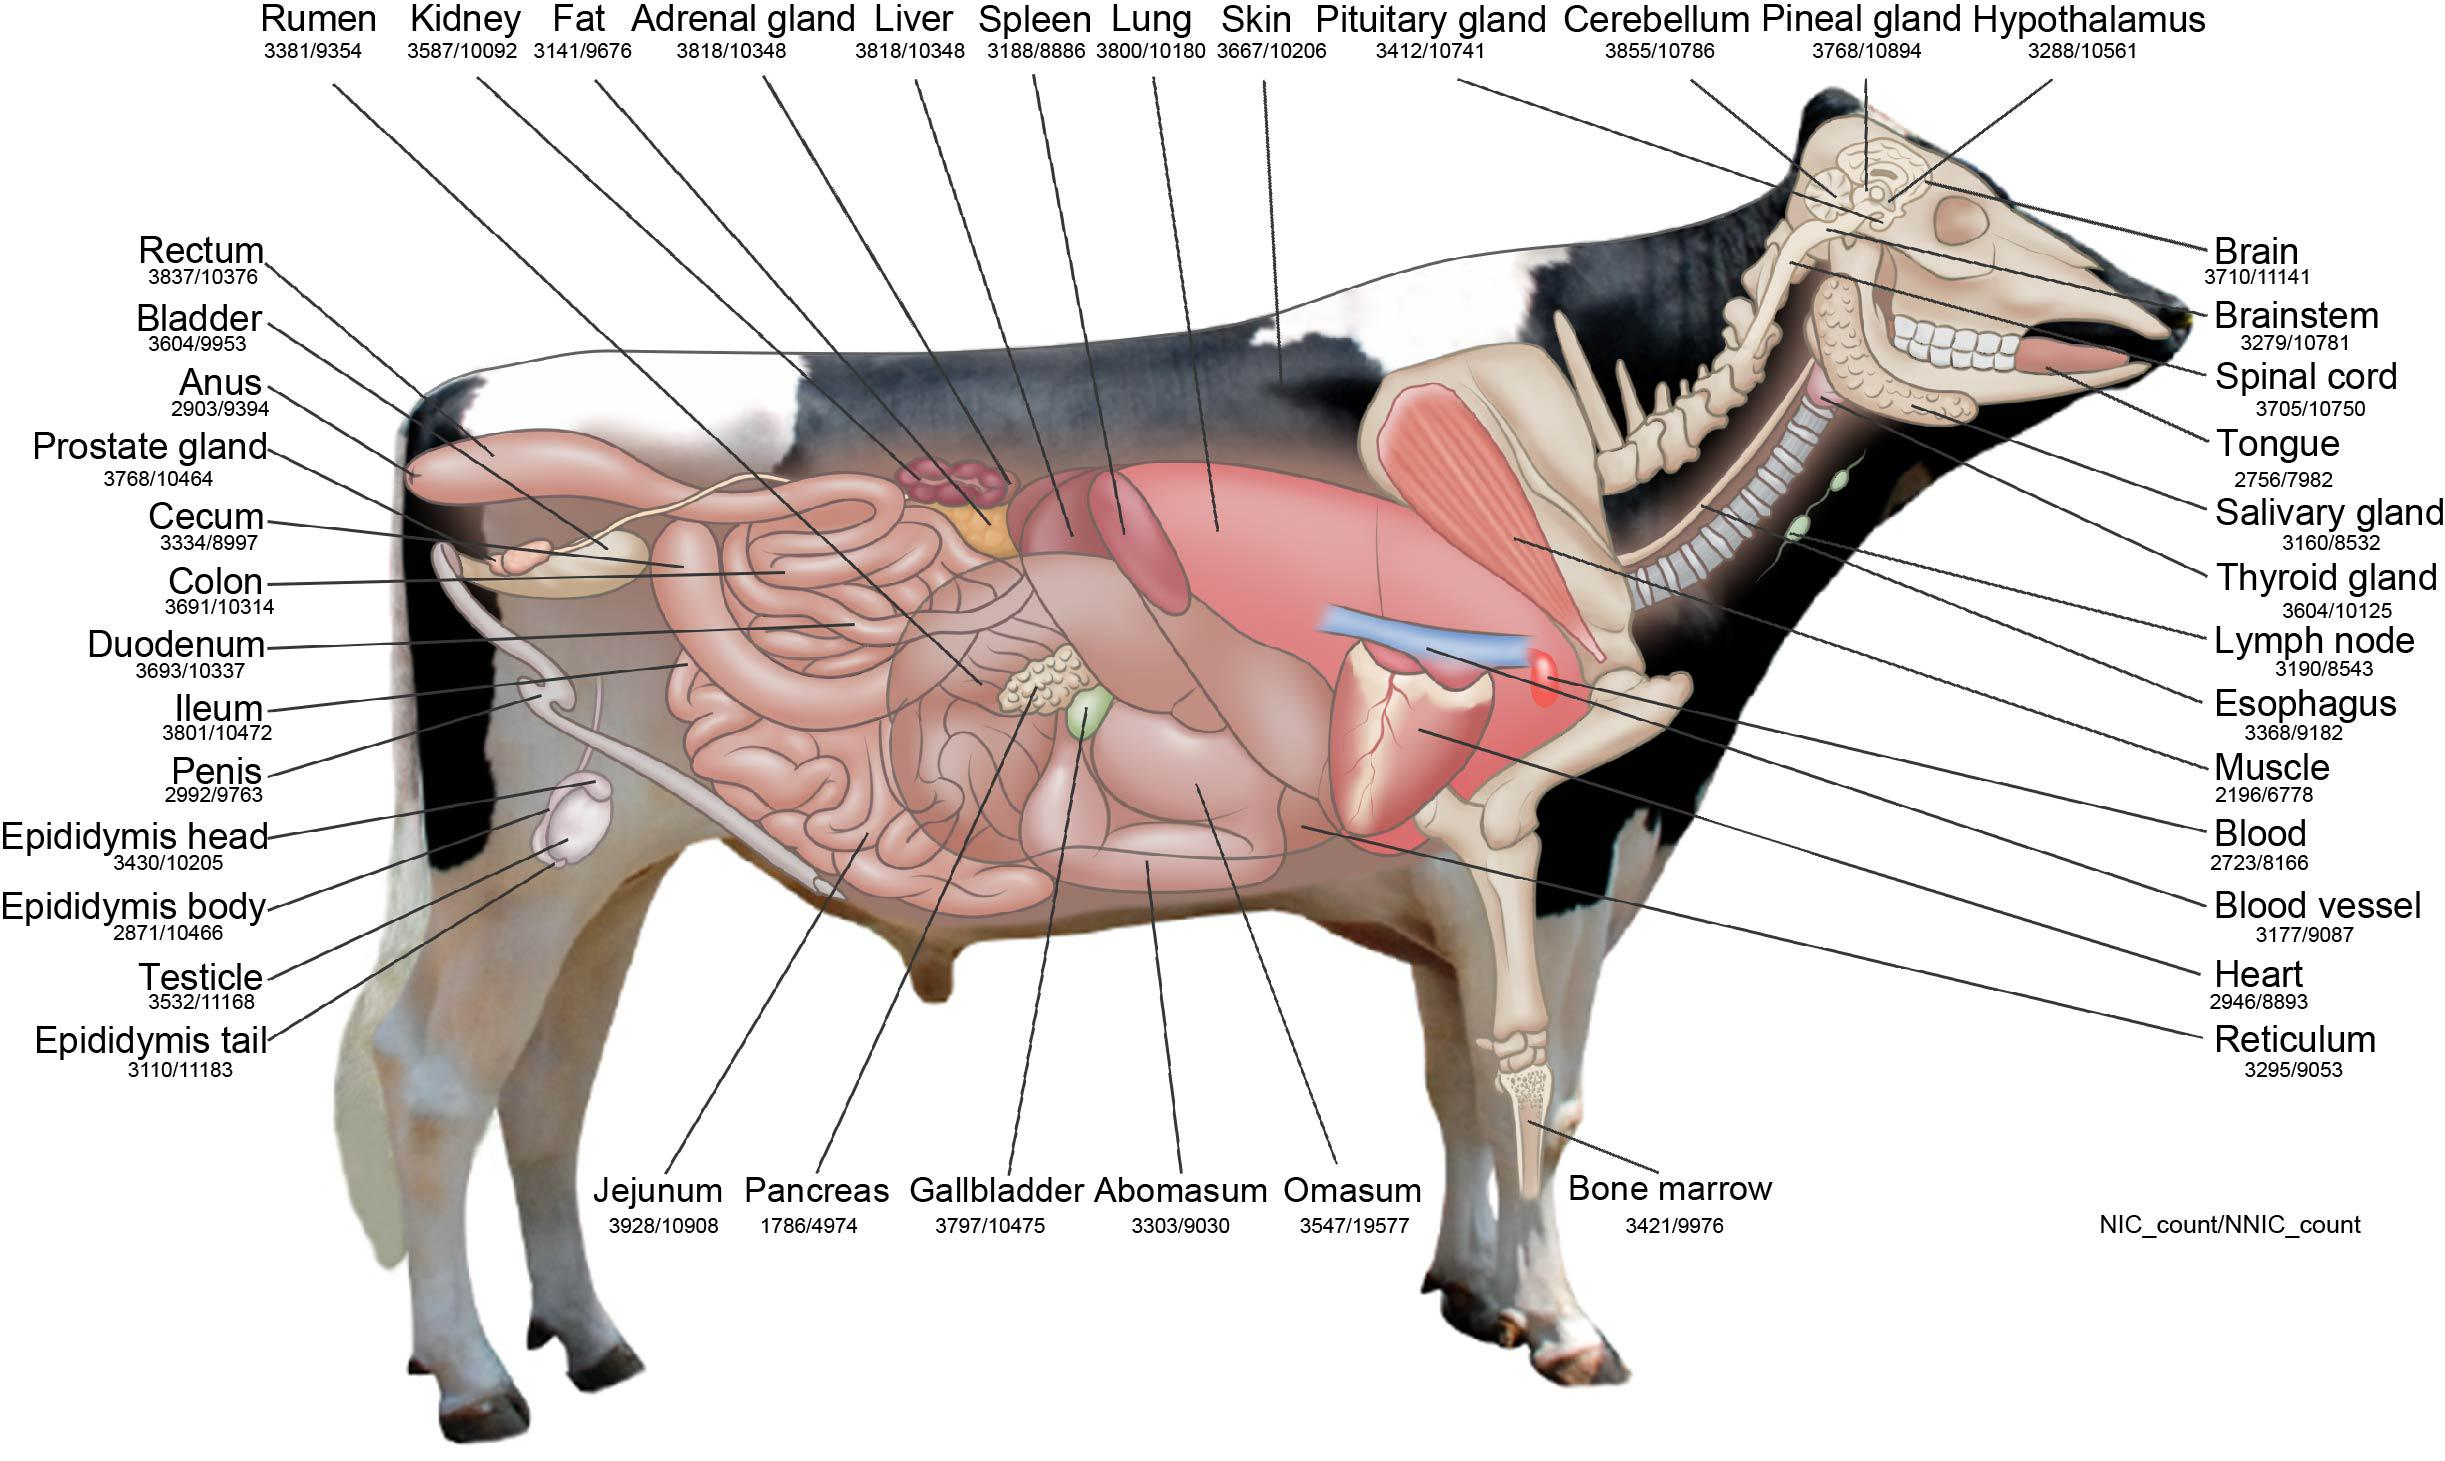 Rumen Kidney Fat Adrenal gland Liver Spleen Lung Skin Pituitary gland Cerebellum Pineal gland Hypothalamus
3381/9354 3587/10092 3141/9676 3818/10348 3818/10348 3188/8886 3800/10180 3667/10206 3412/10741 3855/10786 3768/10894 3288/10561
Rectum
3837/10376
Bladder
3604/9953
Anus
2903/9394
Prostate gland
3768/10464
Cecum
3334/8997
Colon
3691/10314
Duodenum
3693/10337
Ileum
3801/10472
Penis
2992/9763
Epididymis head
3430/10205
Epididymis body
2871/10466
Testicle
3532/11168
Epididymis tail
3110/11183
Brain
3710/11141
Brainstem
3279/10781
Spinal cord
3705/10750
Tongue
2756/7982
Salivary gland
3160/8532
Thyroid gland
3604/10125
Lymph node
3190/8543
Esophagus
3368/9182
Muscle
2196/6778
Blood
2723/8166
Blood vessel
3177/9087
Heart
2946/8893
Reticulum
3295/9053
Jejunum Pancreas Gallbladder Abomasum Omasum Bone marrow
3928/10908 1786/4974 3797/10475 3303/9030 3547/19577 3421/9976
NIC_count/NNIC_count